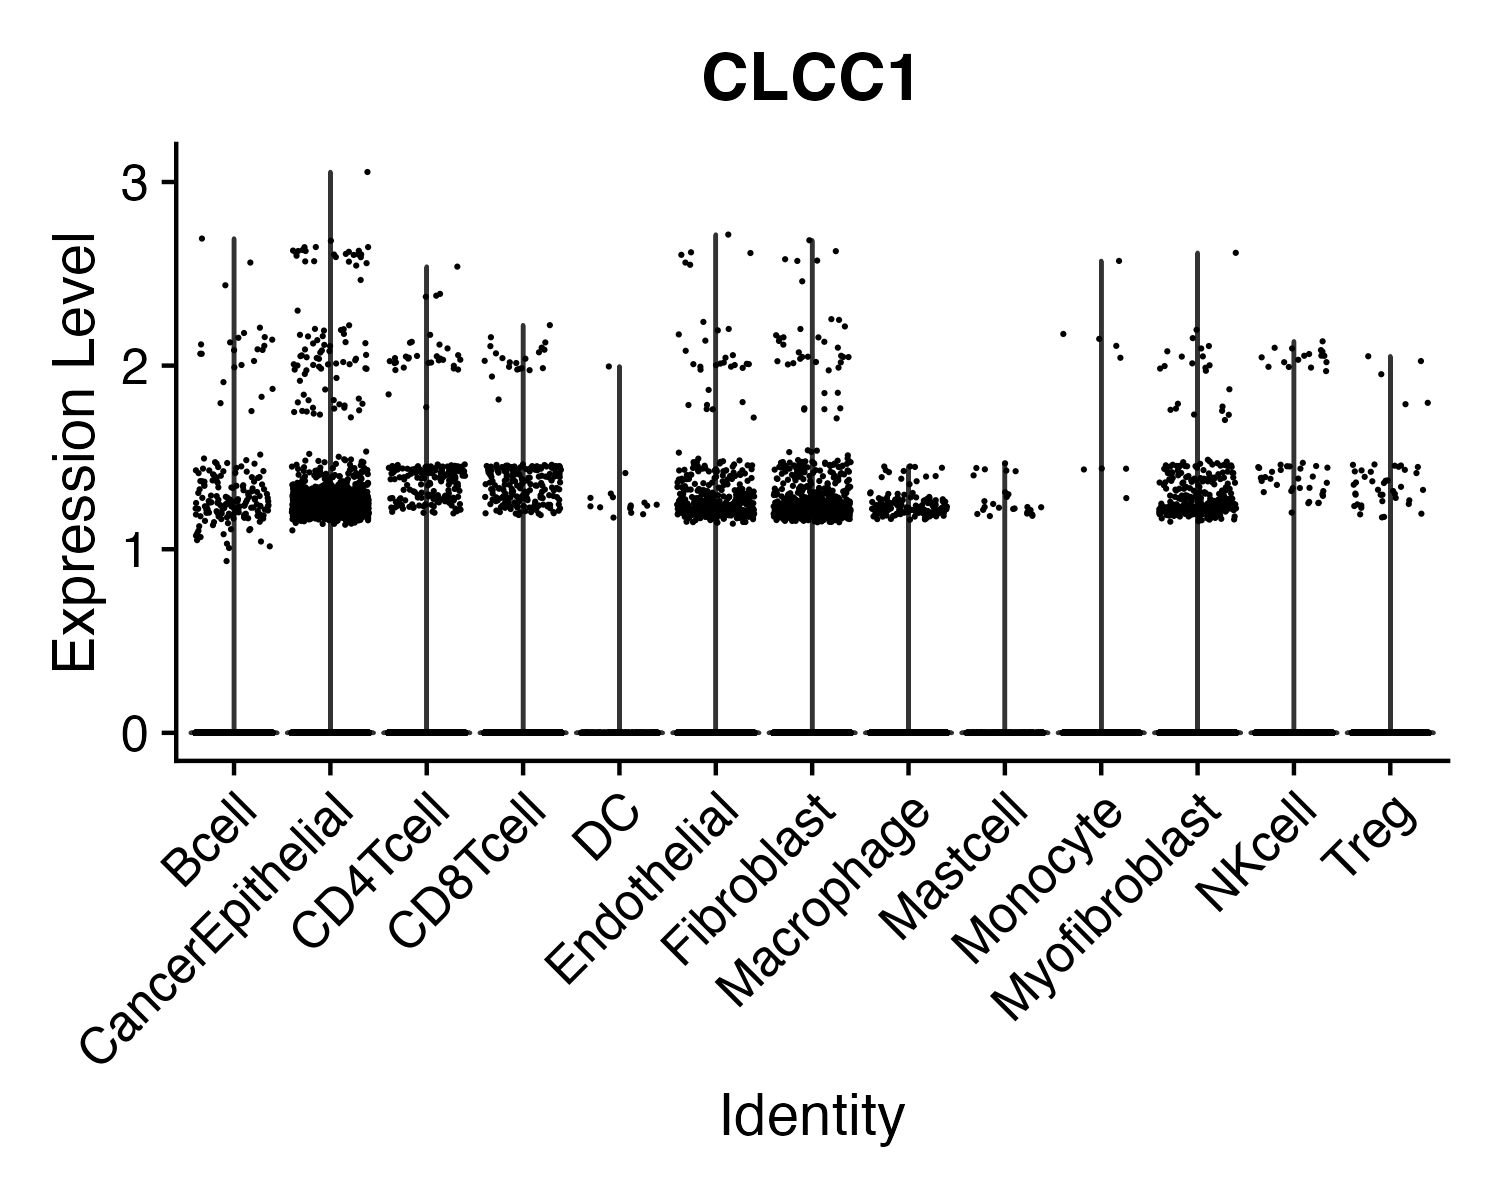 CLCC1
Expression Level
3
2
1
0
Bcell
CancerEpithelial
CD4Tcell
CD8Tcell
DC
Endothelial
Fibroblast
Macrophage
Mastcell
Monocyte
Myofibroblast
NKcell
Treg
Identity